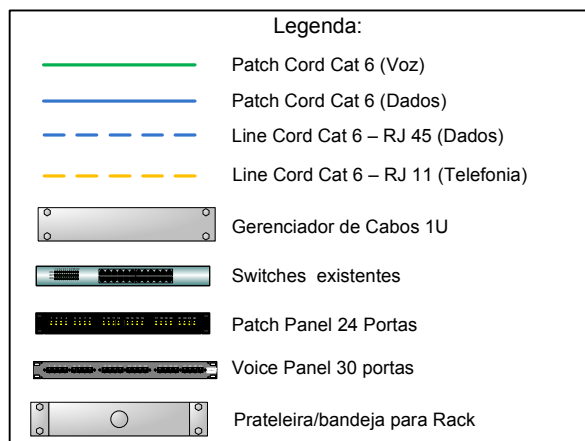 Legenda:
Patch Cord Cat 6 (Voz)
Patch Cord Cat 6 (Dados)
Line Cord Cat 6 – RJ 45 (Dados)
Line Cord Cat 6 – RJ 11 (Telefonia)
Gerenciador de Cabos 1U
Switches existentes
Patch Panel 24 Portas
Voice Panel 30 portas
Prateleira/bandeja para Rack